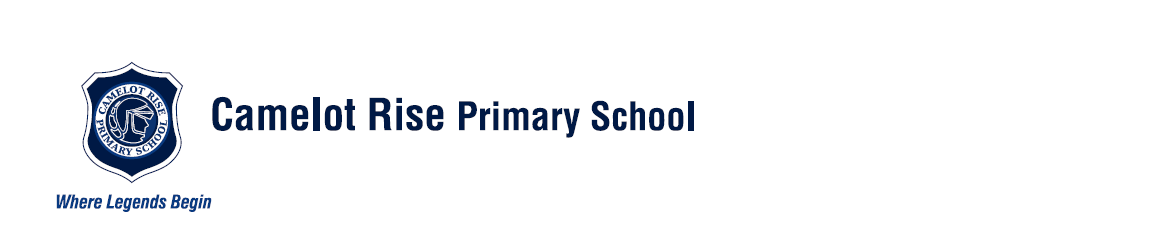 CAMELOT RISE
PRIMARY SCHOOL
Camelot Rise Primary School
Where Legends Begin